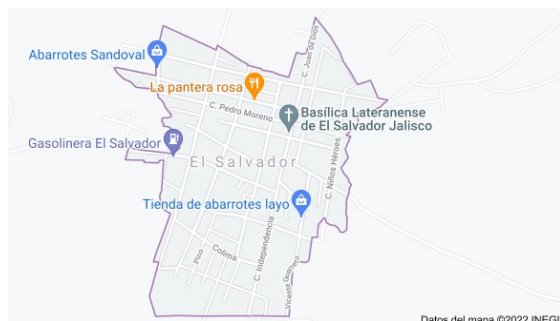 C. Juan de Dios
Abarrotes Sandoval
La pantera rosa
C. Pedro Moreno
Basílica Lateranense
de El Salvador Jalisco
Gasolinera El Salvador
El Salvador
C. Niños Héroes
Tienda de abarrotes layo
C. Independencia
Colima
Pino
Vicente Guerrero
Datos del mapa ©2022 INEGI